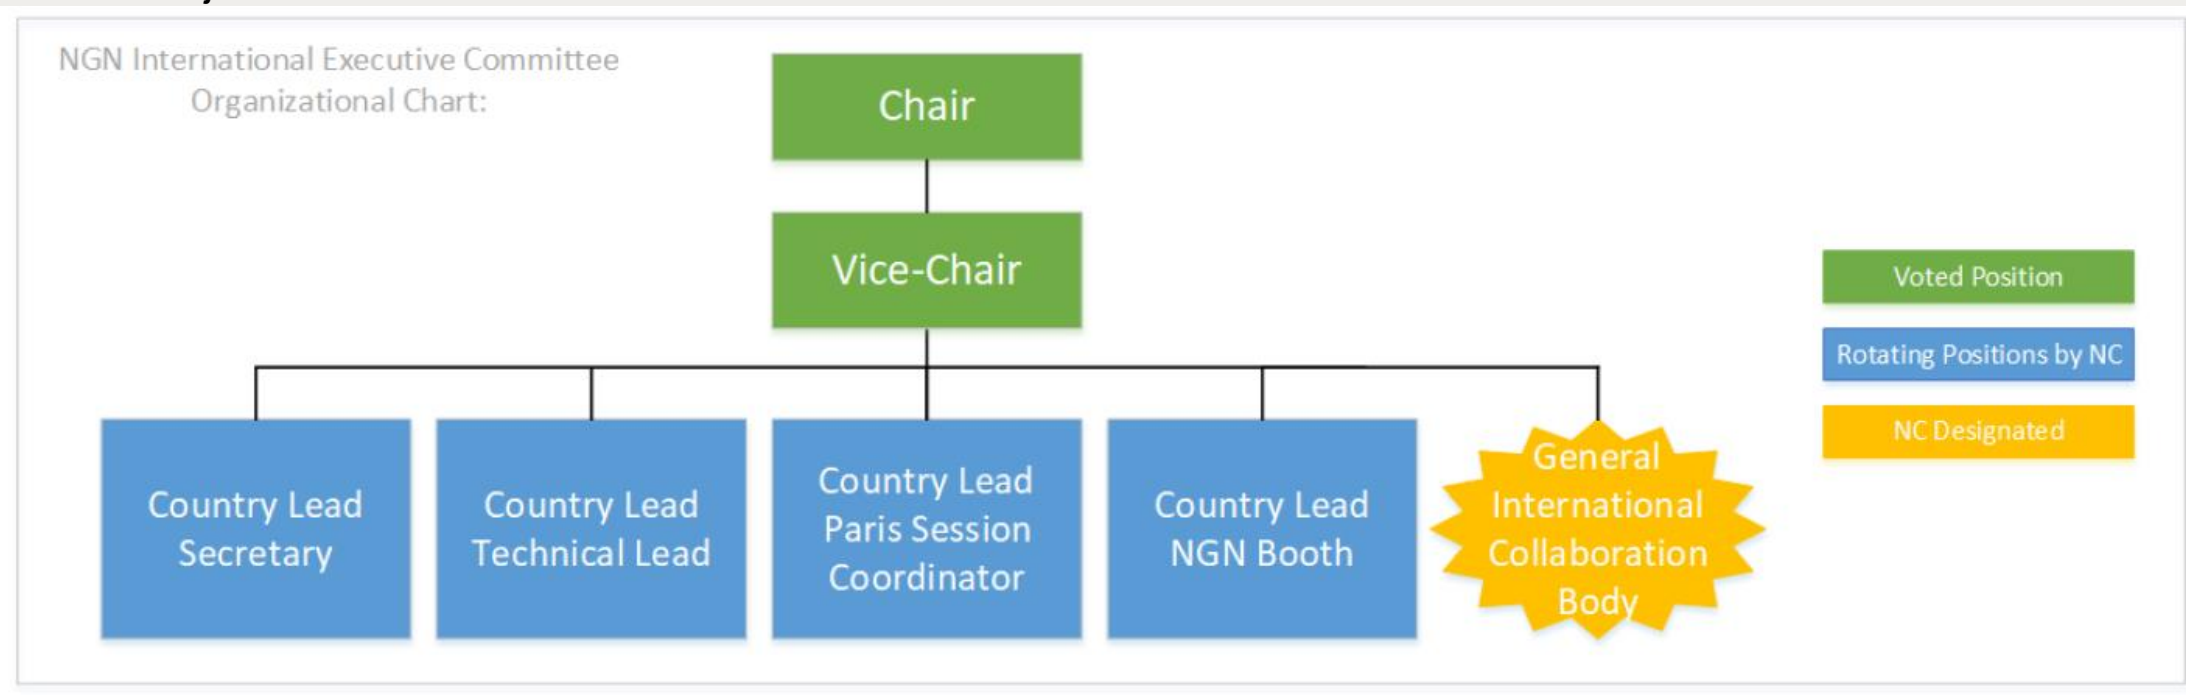 NGN International Executive Committee
Organizational Chart:
Chair
Vice-Chair
Voted Position
Rotating Positions by NC
NC Designated
Country Lead
Secretary
Country Lead
Technical Lead
Country Lead
Paris Session
Coordinator
Country Lead
NGN Booth
General
International
Collaboration
Body